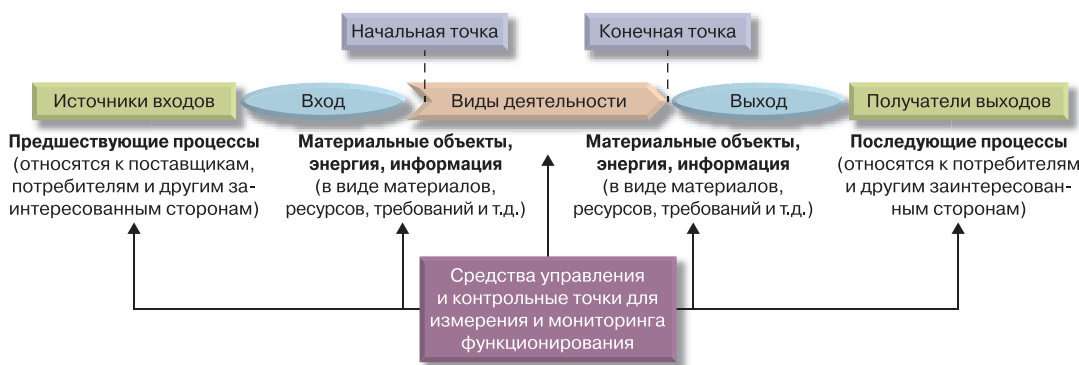 Начальная точка
Конечная точка
Источники входов
Вход
Виды деятельности
Выход
Получатели выходов
Предшествующие процессы
(относятся к поставщикам,
потребителям и другим за-
интересованным сторонам)
Материальные объекты,
энергия, информация
(в виде материалов,
ресурсов, требований и т.д.)
Материальные объекты,
энергия, информация
(в виде материалов,
ресурсов, требований и т.д.)
Последующие процессы
(относятся к потребителям
и другим заинтересован-
ным сторонам)
Средства управления
и контрольные точки для
измерения и мониторинга
функционирования